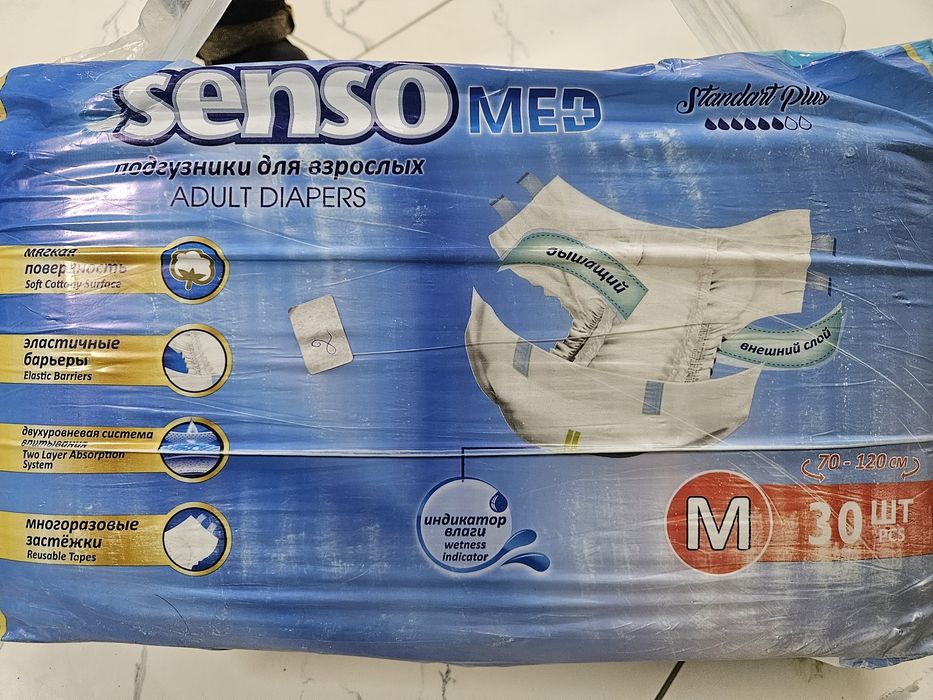 senso MED
Standart Plus
подгузники для взрослых
ADULT DIAPERS
мягкая
поверхность
Soft Cottony Surface
дышащий
внешний слой
эластичные
барьеры
Elastic Barriers
2
двухуровневая система
впитывания
Two Layer Absorption
System
многоразовые
застёжки
Reusable Tapes
индикатор
влаги
wetness
indicator
70 - 120 см
M
30 ШТ
PCS